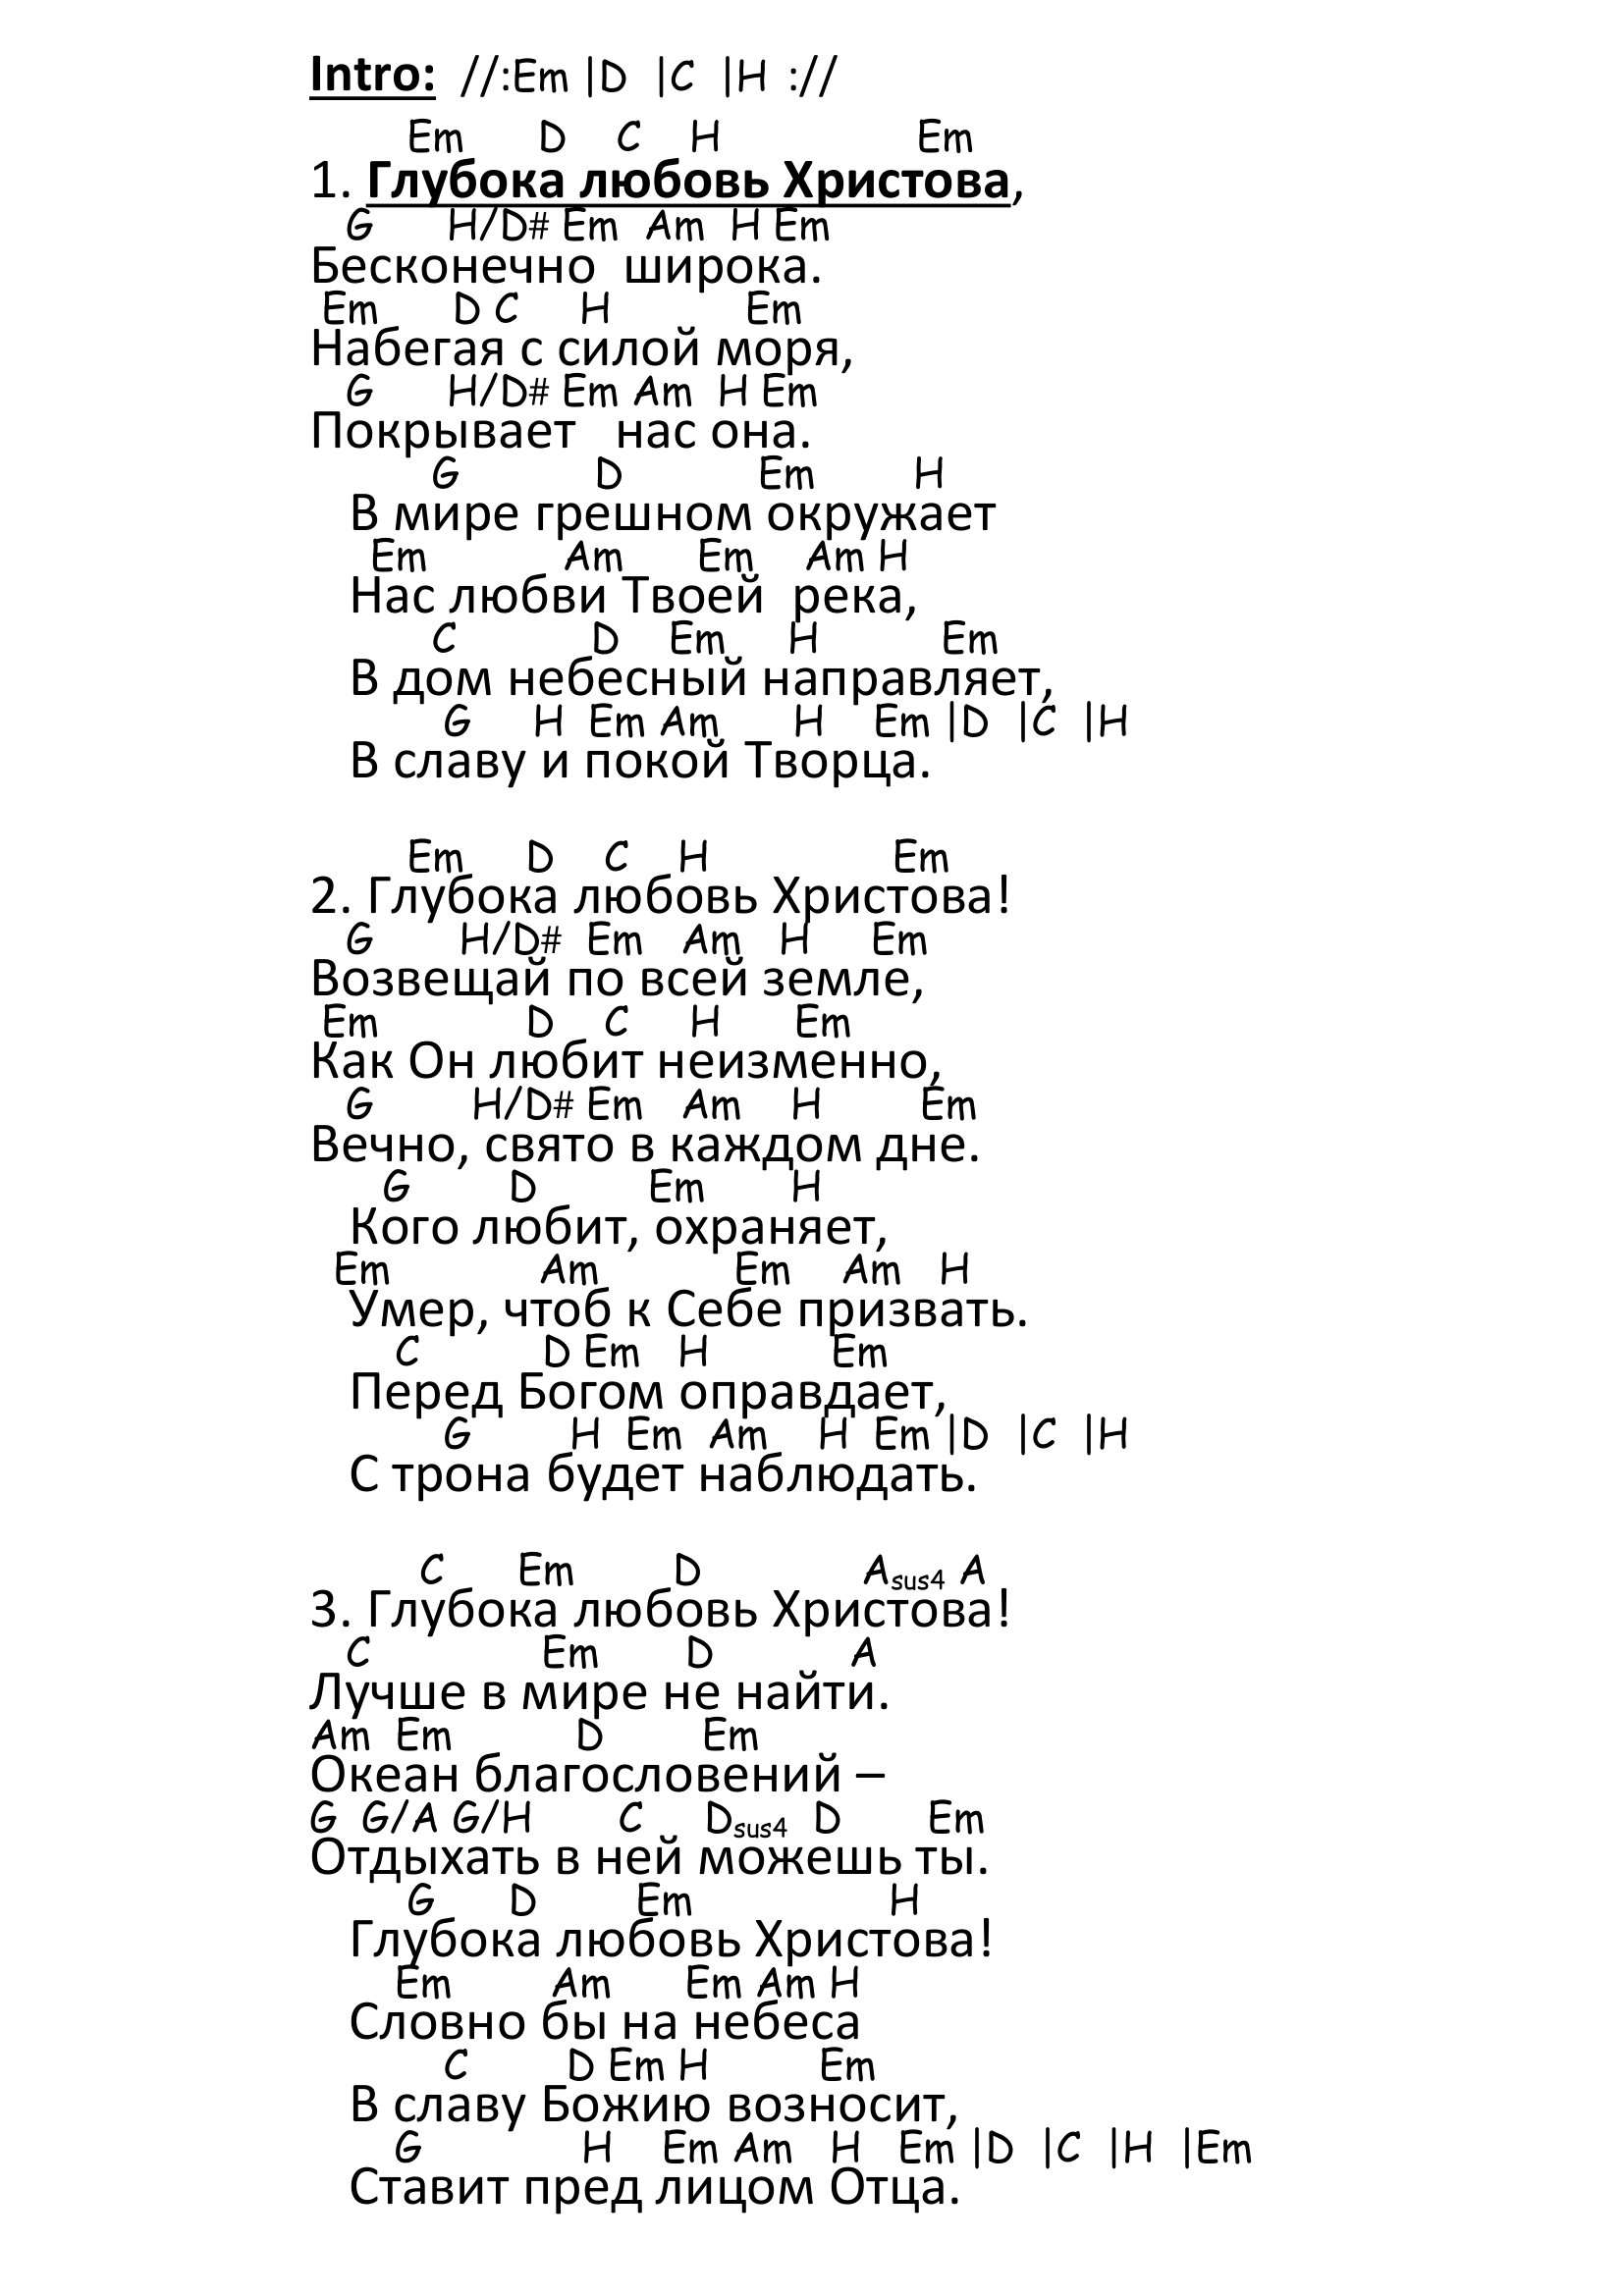 Intro: //:Em |D |C |H ://
Em D C H Em
1. Глубока любовь Христова,
G H/D# Em Am H Em
Бесконечно широка.
Em D C H Em
Набегая с силой моря,
G H/D# Em Am H Em
Покрывает нас она.
G D Em H
В мире грешном окружает
Em Am Em Am H
Нас любви Твоей река,
C D Em H Em
В дом небесный направляет,
G H Em Am H Em |D |C |H
В славу и покой Творца.
Em D C H Em
2. Глубока любовь Христова!
G H/D# Em Am H Em
Возвещай по всей земле,
Em D C H Em
Как Он любит неизменно,
G H/D# Em Am H Em
Вечно, свято в каждом дне.
G D Em H
Кого любит, охраняет,
Em Am Em Am H
Умер, чтоб к Себе призвать.
C D Em H Em
Перед Богом оправдает,
G H Em Am H Em |D |C |H
С трона будет наблюдать.
C Em D Asus4 A
3. Глубока любовь Христова!
C Em D A
Лучше в мире не найти.
Am Em D Em
Океан благословений –
G G/A G/H C Dsus4 D Em
Отдыхать в ней можешь ты.
G D Em H
Глубока любовь Христова!
Em Am Em Am H
Словно бы на небеса
C D Em H Em
В славу Божию возносит,
G H Em Am H Em |D |C |H |Em
Ставит пред лицом Отца.